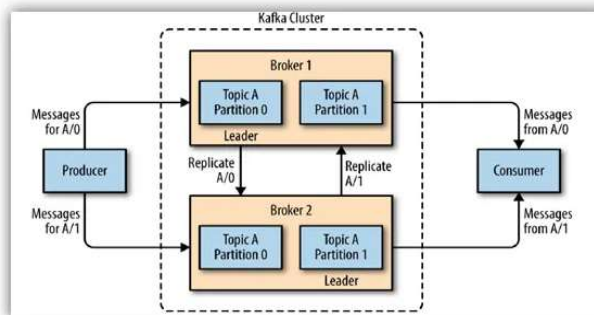 Kafka Cluster
Broker 1
Topic A
Partition 0
Topic A
Partition 1
Leader
Messages
for A/0
Messages
from A/0
Producer
Replicate
A/0
Replicate
A/1
Consumer
Messages
for A/1
Messages
from A/1
Broker 2
Topic A
Partition 0
Topic A
Partition 1
Leader